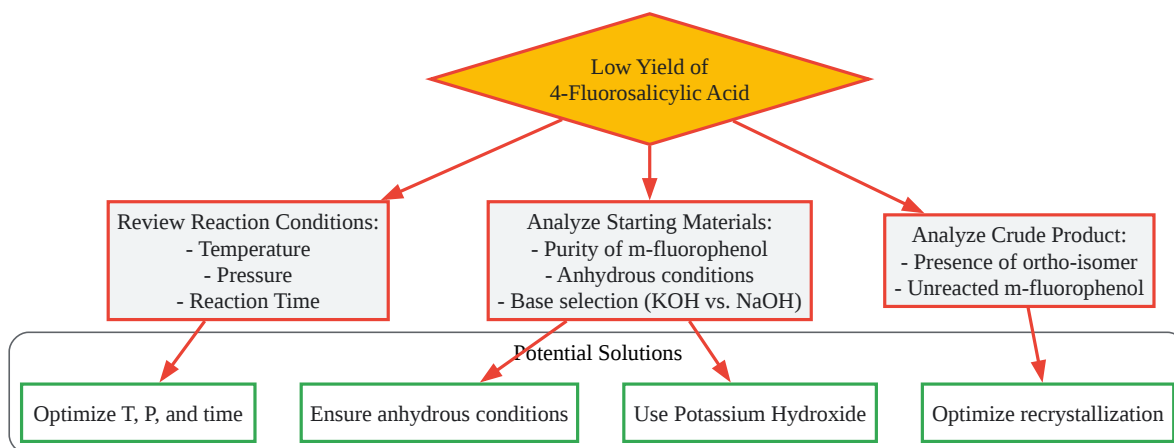 Low Yield of
4-Fluorosalicylic Acid
Review Reaction Conditions:
- Temperature
- Pressure
- Reaction Time
Analyze Starting Materials:
- Purity of m-fluorophenol
- Anhydrous conditions
- Base selection (KOH vs. NaOH)
Analyze Crude Product:
- Presence of ortho-isomer
- Unreacted m-fluorophenol
Potential Solutions
Optimize T, P, and time
Ensure anhydrous conditions
Use Potassium Hydroxide
Optimize recrystallization